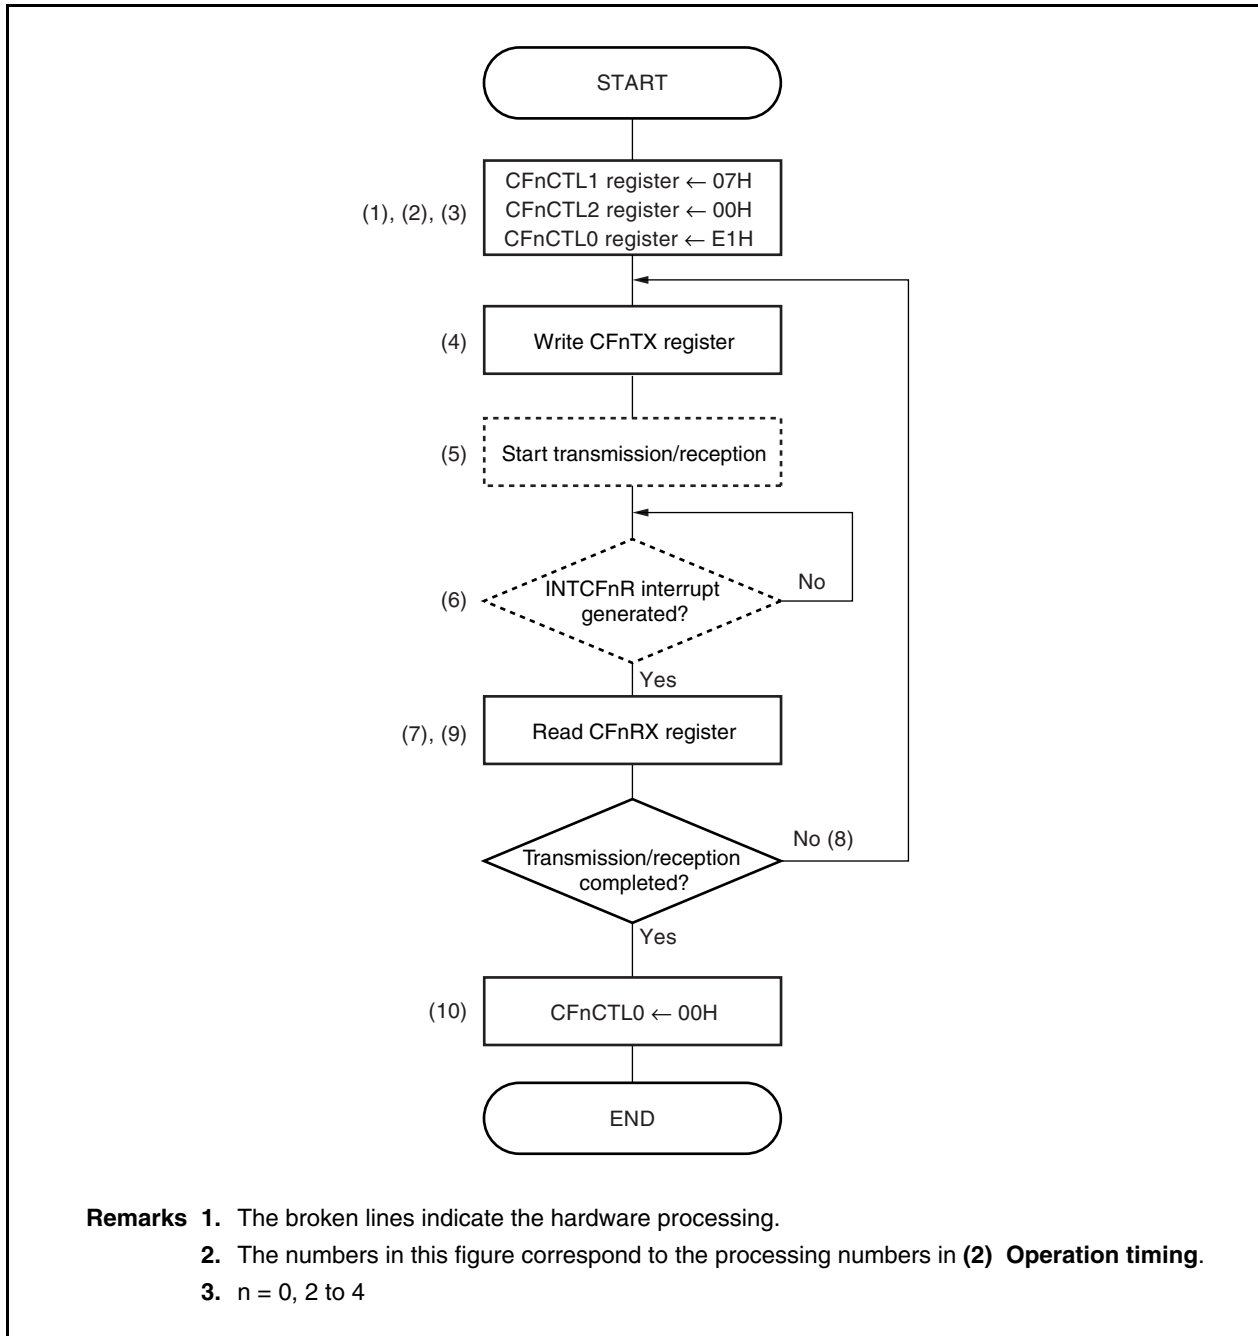 START
CFnCTL1 register ← 07H
(1), (2), (3)
CFnCTL2 register ← 00H
CFnCTL0 register ← E1H
(4)
Write CFnTX register
(5)
Start transmission/reception
INTCFnR interrupt
No
(6)
generated?
Yes
(7), (9)
Read CFnRX register
No (8)
Transmission/reception
completed?
Yes
(10)
CFnCTL0 ← 00H
END
Remarks 1. The broken lines indicate the hardware processing.
2. The numbers in this figure correspond to the processing numbers in (2) Operation timing.
3. n = 0, 2 to 4